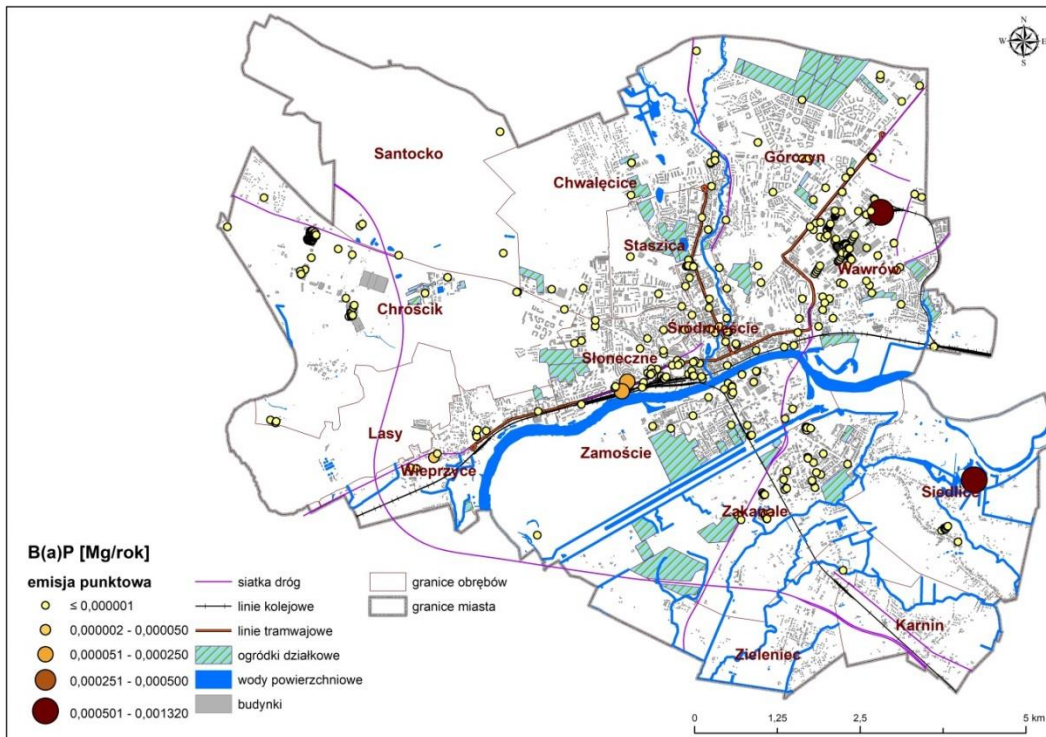 N
W E
S
Santocko
Górczyn
Chwalęcice
Staszica
Wawrów
Chróścik
Śródmieście
Słoneczne
Lasy
Zamoście
Wieprzyce
Siedlice
Zakanale
Karnin
Zieleniec
B(a)P [Mg/rok]
emisja punktowa
≤ 0,000001
0,000002 - 0,000050
0,000051 - 0,000250
0,000251 - 0,000500
0,000501 - 0,001320
siatka dróg
linie kolejowe
linie tramwajowe
ogródki działkowe
wody powierzchniowe
budynki
granice obrębów
granice miasta
0 1,25 2,5 5 km